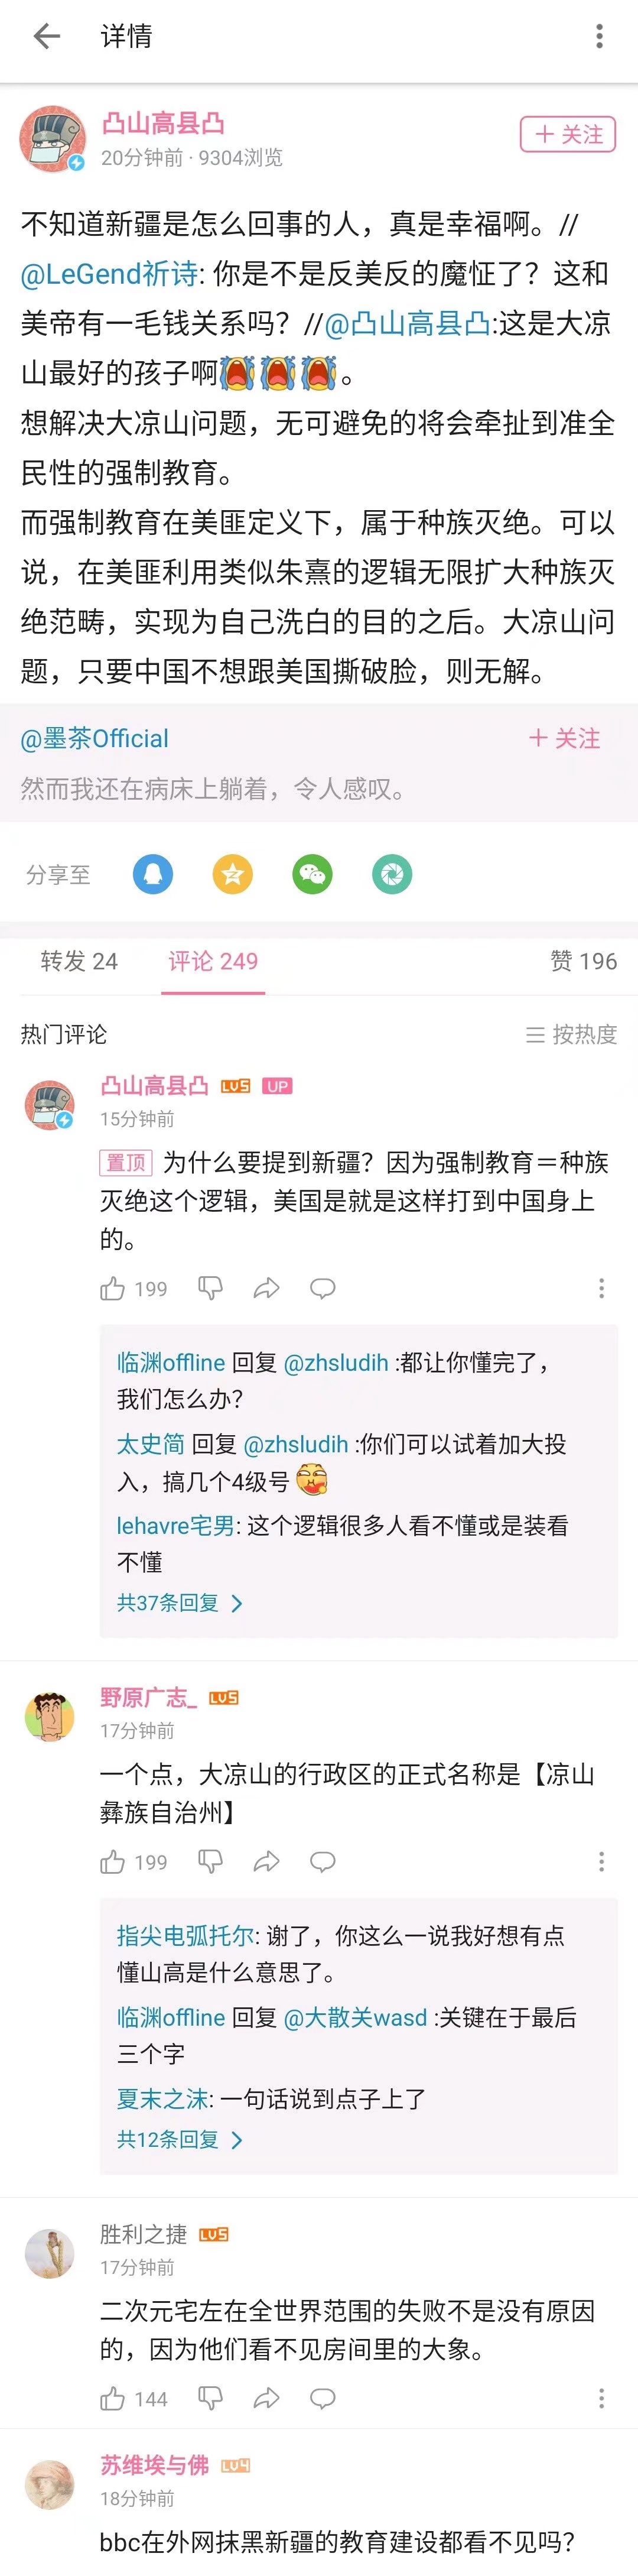 详情
凸山高县凸
20分钟前 · 9304浏览
＋ 关注
不知道新疆是怎么回事的人，真是幸福啊。//
@LeGend祈诗: 你是不是反美反的魔怔了？这和
美帝有一毛钱关系吗？//@凸山高县凸:这是大凉
山最好的孩子啊😭😭😭。
想解决大凉山问题，无可避免的将会牵扯到准全
民性的强制教育。
而强制教育在美匪定义下，属于种族灭绝。可以
说，在美匪利用类似朱熹的逻辑无限扩大种族灭
绝范畴，实现为自己洗白的目的之后。大凉山问
题，只要中国不想跟美国撕破脸，则无解。
@墨茶Official
＋ 关注
然而我还在病床上躺着，令人感叹。
分享至
转发 24 评论 249 赞 196
热门评论 按热度
凸山高县凸 LV5 UP
15分钟前
置顶 为什么要提到新疆？因为强制教育＝种族
灭绝这个逻辑，美国是就是这样打到中国身上
的。
199
临渊offline 回复 @zhsludih :都让你懂完了，
我们怎么办？
太史简 回复 @zhsludih :你们可以试着加大投
入，搞几个4级号
lehavre宅男: 这个逻辑很多人看不懂或是装看
不懂
共37条回复 >
野原广志_ LV5
17分钟前
一个点，大凉山的行政区的正式名称是【凉山
彝族自治州】
199
指尖电弧托尔: 谢了，你这么一说我好想有点
懂山高是什么意思了。
临渊offline 回复 @大散关wasd :关键在于最后
三个字
夏末之沫: 一句话说到点子上了
共12条回复 >
胜利之捷 LV5
17分钟前
二次元宅左在全世界范围的失败不是没有原因
的，因为他们看不见房间里的大象。
144
苏维埃与佛 LV4
18分钟前
bbc在外网抹黑新疆的教育建设都看不见吗？